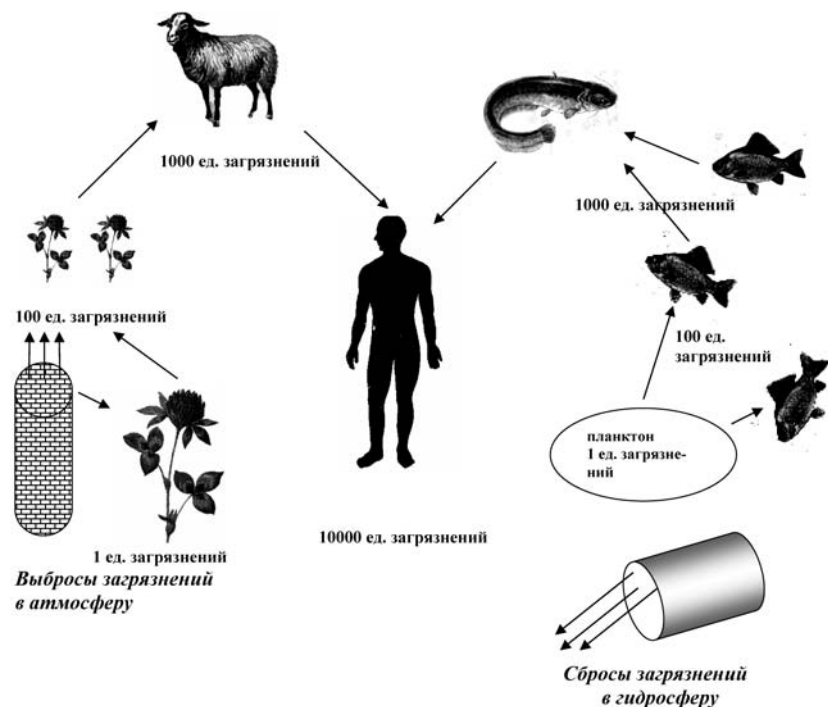 1000 ед. загрязнений
1000 ед. загрязнений
100 ед. загрязнений
100 ед.
загрязнений
планктон
1 ед. загрязне-
ний
10000 ед. загрязнений
1 ед. загрязнений
Выбросы загрязнений
в атмосферу
Сбросы загрязнений
в гидросферу